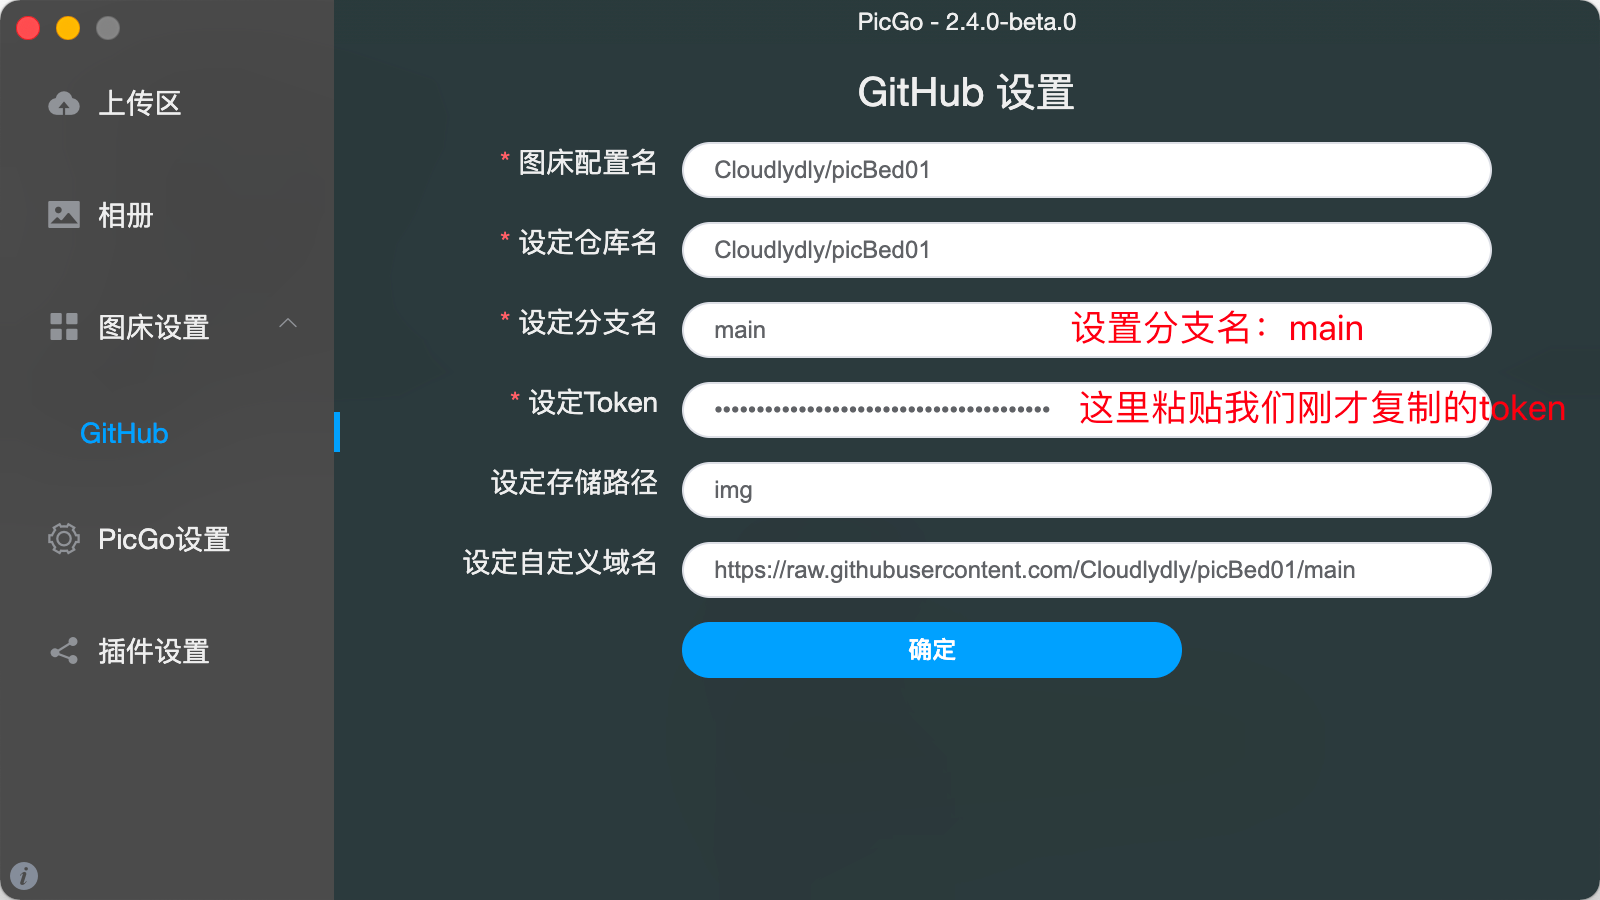 PicGo - 2.4.0-beta.0
上传区
相册
图床设置
GitHub
PicGo设置
插件设置
GitHub 设置
* 图床配置名
Cloudlydly/picBed01
* 设定仓库名
Cloudlydly/picBed01
* 设定分支名
main 设置分支名：main
* 设定Token
•••••••••••••••••••••••••••••••••••••••• 这里粘贴我们刚才复制的token
设定存储路径
img
设定自定义域名
https://raw.githubusercontent.com/Cloudlydly/picBed01/main
确定